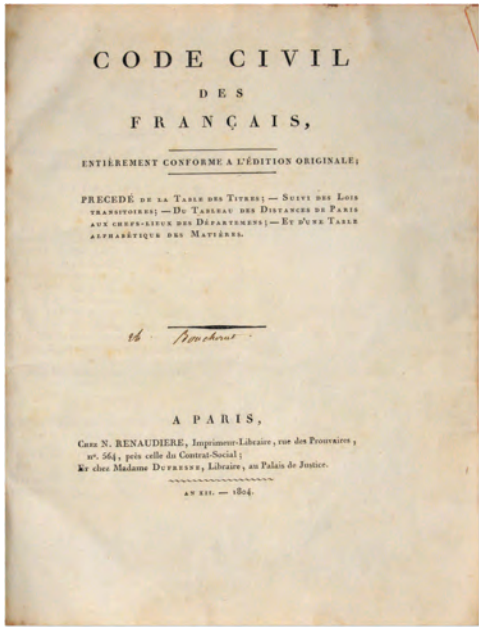 CODE CIVIL
DES
FRANÇAIS,
ENTIÈREMENT CONFORME A L'ÉDITION ORIGINALE;
PRECEDÉ DE LA TABLE DES TITRES; — SUIVI DES LOIS
TRANSITOIRES; — DU TABLEAU DES DISTANCES DE PARIS
AUX CHEFS-LIEUX DES DÉPARTEMENS; — ET D'UNE TABLE
ALPHABÉTIQUE DES MATIÈRES.
A PARIS,
Chez N. RENAUDIERE, Imprimeur-Libraire, rue des Prouvaires,
n°. 564, près celle du Contrat-Social;
Et chez Madame DUFRESNE, Libraire, au Palais de Justice.
AN XII. — 1804.